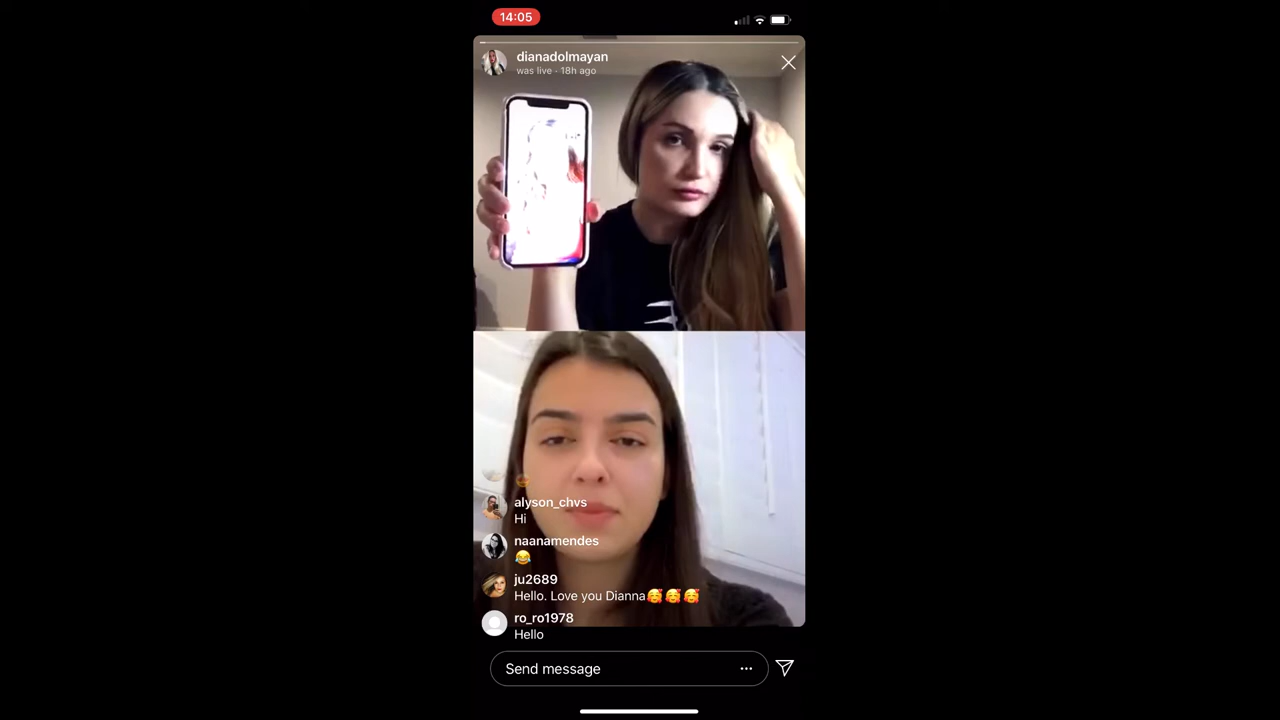 14:05
dianadolmayan
was live · 18h ago
alyson_chvs
Hi
naanamendes
😂
ju2689
Hello. Love you Dianna🥰🥰🥰
ro_ro1978
Hello
Send message